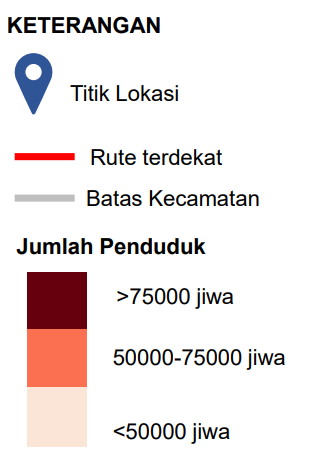 KETERANGAN
Titik Lokasi
Rute terdekat
Batas Kecamatan
Jumlah Penduduk
>75000 jiwa
50000-75000 jiwa
<50000 jiwa